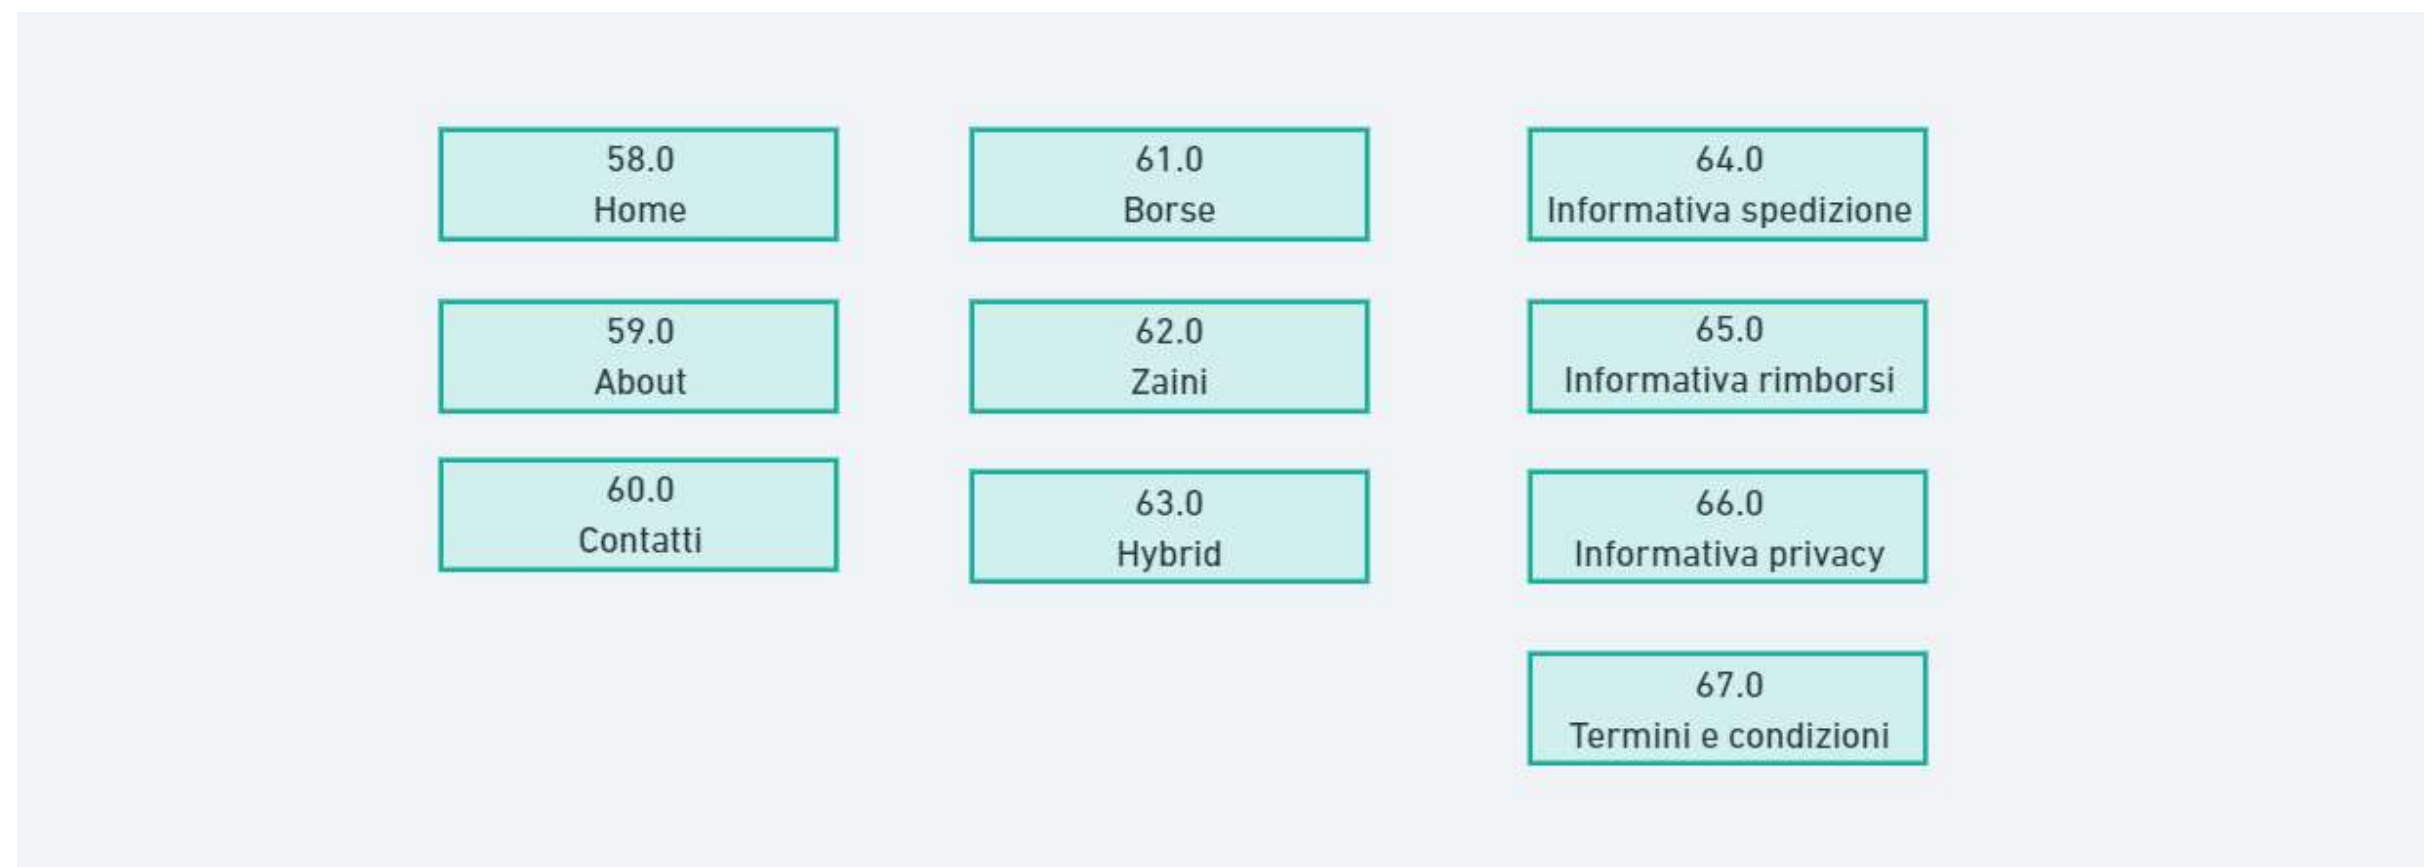 58.0
Home
59.0
About
60.0
Contatti
61.0
Borse
62.0
Zaini
63.0
Hybrid
64.0
Informativa spedizione
65.0
Informativa rimborsi
66.0
Informativa privacy
67.0
Termini e condizioni